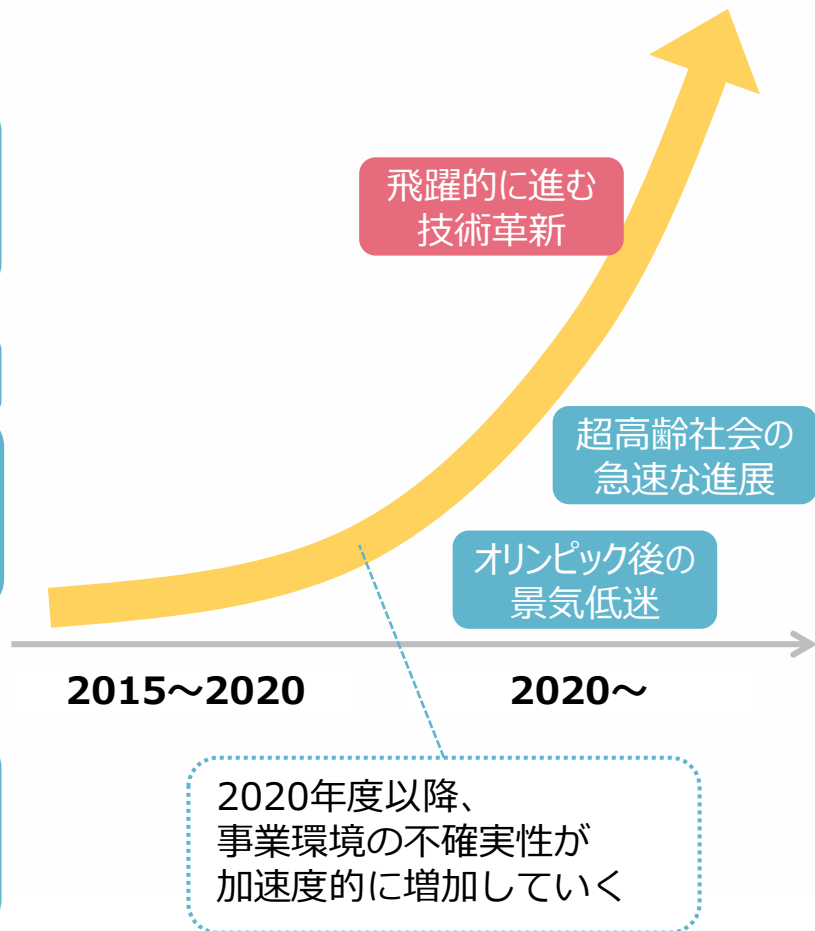 飛躍的に進む
技術革新
超高齢社会の
急速な進展
オリンピック後の
景気低迷
2015～2020
2020～
2020年度以降、
事業環境の不確実性が
加速度的に増加していく